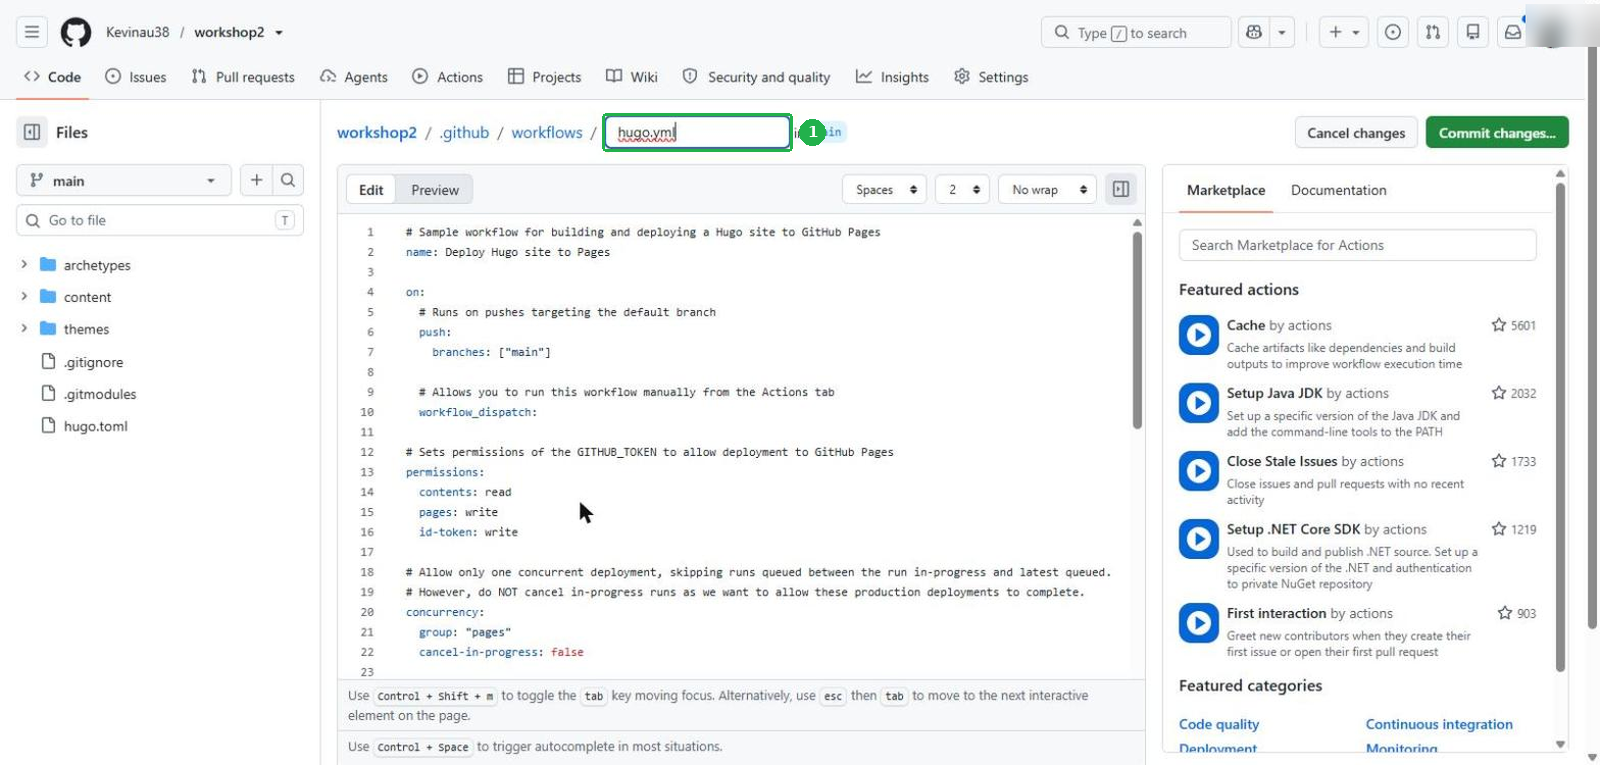 Kevinau38 / workshop2
Type / to search
Code
Issues
Pull requests
Agents
Actions
Projects
Wiki
Security and quality
Insights
Settings
Files
main
Go to file
T
archetypes
content
themes
.gitignore
.gitmodules
hugo.toml
workshop2 / .github / workflows / hugo.yml
1
Cancel changes
Commit changes...
Edit
Preview
Spaces
2
No wrap
1 # Sample workflow for building and deploying a Hugo site to GitHub Pages
2 name: Deploy Hugo site to Pages
3
4 on:
5 # Runs on pushes targeting the default branch
6 push:
7 branches: ["main"]
8
9 # Allows you to run this workflow manually from the Actions tab
10 workflow_dispatch:
11
12 # Sets permissions of the GITHUB_TOKEN to allow deployment to GitHub Pages
13 permissions:
14 contents: read
15 pages: write
16 id-token: write
17
18 # Allow only one concurrent deployment, skipping runs queued between the run in-progress and latest queued.
19 # However, do NOT cancel in-progress runs as we want to allow these production deployments to complete.
20 concurrency:
21 group: "pages"
22 cancel-in-progress: false
23
Use Control + Shift + m to toggle the tab key moving focus. Alternatively, use esc then tab to move to the next interactive
element on the page.
Use Control + Space to trigger autocomplete in most situations.
Marketplace
Documentation
Search Marketplace for Actions
Featured actions
Cache by actions
5601
Cache artifacts like dependencies and build
outputs to improve workflow execution time
Setup Java JDK by actions
2032
Set up a specific version of the Java JDK and
add the command-line tools to the PATH
Close Stale Issues by actions
1733
Close issues and pull requests with no recent
activity
Setup .NET Core SDK by actions
1219
Used to build and publish .NET source. Set up a
specific version of the .NET and authentication
to private NuGet repository
First interaction by actions
903
Greet new contributors when they create their
first issue or open their first pull request
Featured categories
Code quality
Continuous integration
Deployment
Monitoring